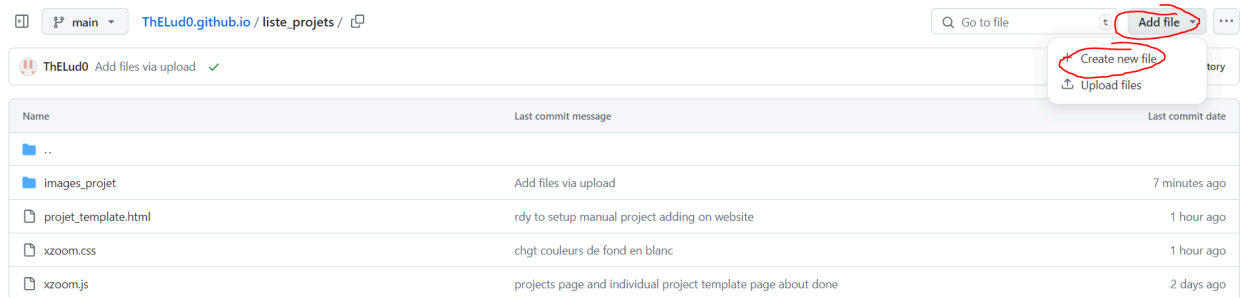 main
ThELud0.github.io / liste_projets /
Go to file
t
Add file
ThELud0 Add files via upload
tory
Create new file
Upload files
Name Last commit message Last commit date
..
images_projet Add files via upload 7 minutes ago
projet_template.html rdy to setup manual project adding on website 1 hour ago
xzoom.css chgt couleurs de fond en blanc 1 hour ago
xzoom.js projects page and individual project template page about done 2 days ago